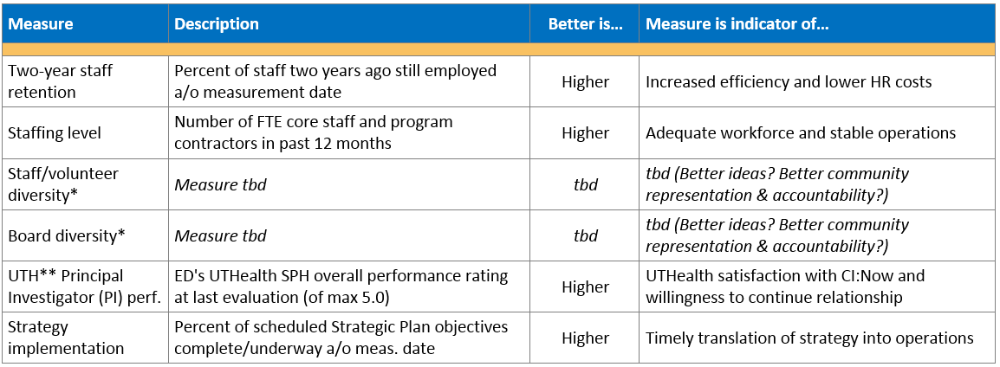 Measure Description Better is... Measure is indicator of...
Two-year staff retention
Percent of staff two years ago still employed
a/o measurement date
Higher
Increased efficiency and lower HR costs
Staffing level
Number of FTE core staff and program
contractors in past 12 months
Higher
Adequate workforce and stable operations
Staff/volunteer
diversity*
Measure tbd
tbd
tbd (Better ideas? Better community
representation & accountability?)
Board diversity*
Measure tbd
tbd
tbd (Better ideas? Better community
representation & accountability?)
UTH** Principal
Investigator (PI) perf.
ED's UTHealth SPH overall performance rating
at last evaluation (of max 5.0)
Higher
UTHealth satisfaction with CI:Now and
willingness to continue relationship
Strategy
implementation
Percent of scheduled Strategic Plan objectives
complete/underway a/o meas. date
Higher
Timely translation of strategy into operations